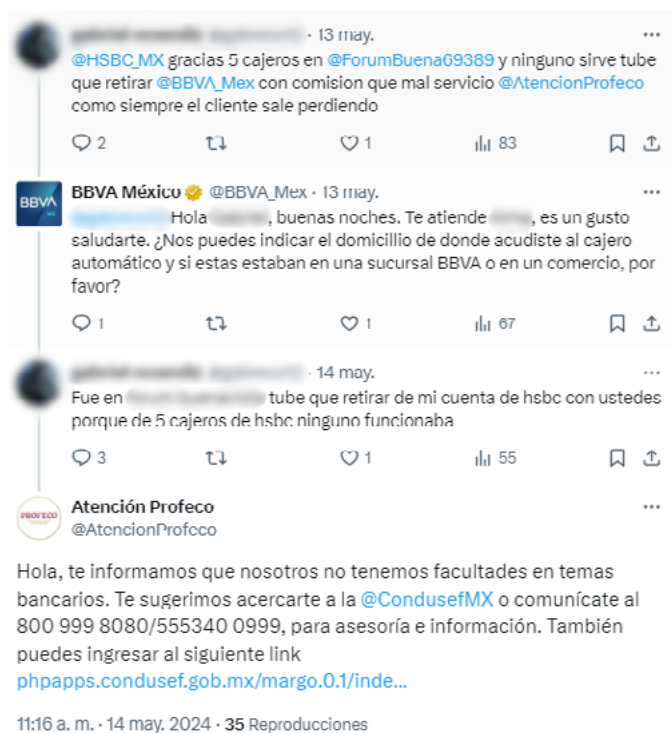 · 13 may.
@HSBC_MX gracias 5 cajeros en @ForumBuena69389 y ninguno sirve tube
que retirar @BBVA_Mex con comision que mal servicio @AtencionProfeco
como siempre el cliente sale perdiendo
2 1 83
BBVA
BBVA México @BBVA_Mex · 13 may.
Hola , buenas noches. Te atiende , es un gusto
saludarte. ¿Nos puedes indicar el domicillio de donde acudiste al cajero
automático y si estas estaban en una sucursal BBVA o en un comercio, por
favor?
1 1 67
· 14 may.
Fue en tube que retirar de mi cuenta de hsbc con ustedes
porque de 5 cajeros de hsbc ninguno funcionaba
3 1 55
PROFECO
Atención Profeco
@AtencionProfeco
Hola, te informamos que nosotros no tenemos facultades en temas
bancarios. Te sugerimos acercarte a la @CondusefMX o comunícate al
800 999 8080/555340 0999, para asesoría e información. También
puedes ingresar al siguiente link
phpapps.condusef.gob.mx/margo.0.1/inde...
11:16 a. m. · 14 may. 2024 · 35 Reproducciones